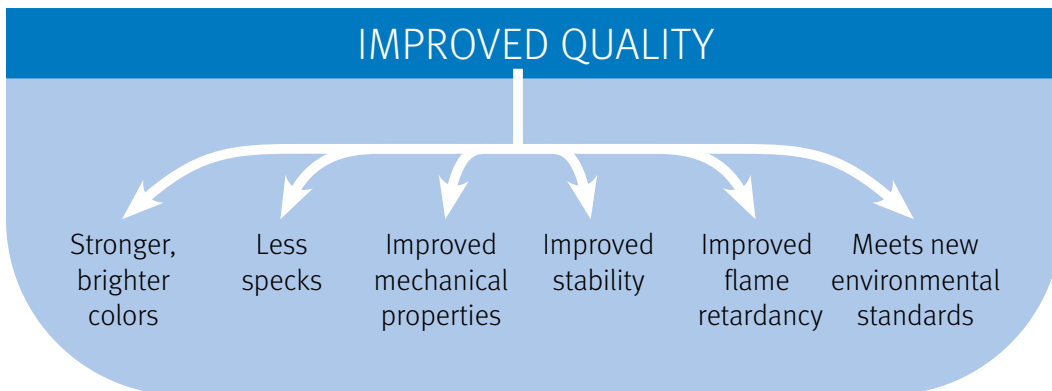 IMPROVED QUALITY
Stronger,
brighter
colors
Less
specks
Improved
mechanical
properties
Improved
stability
Improved
flame
retardancy
Meets new
environmental
standards